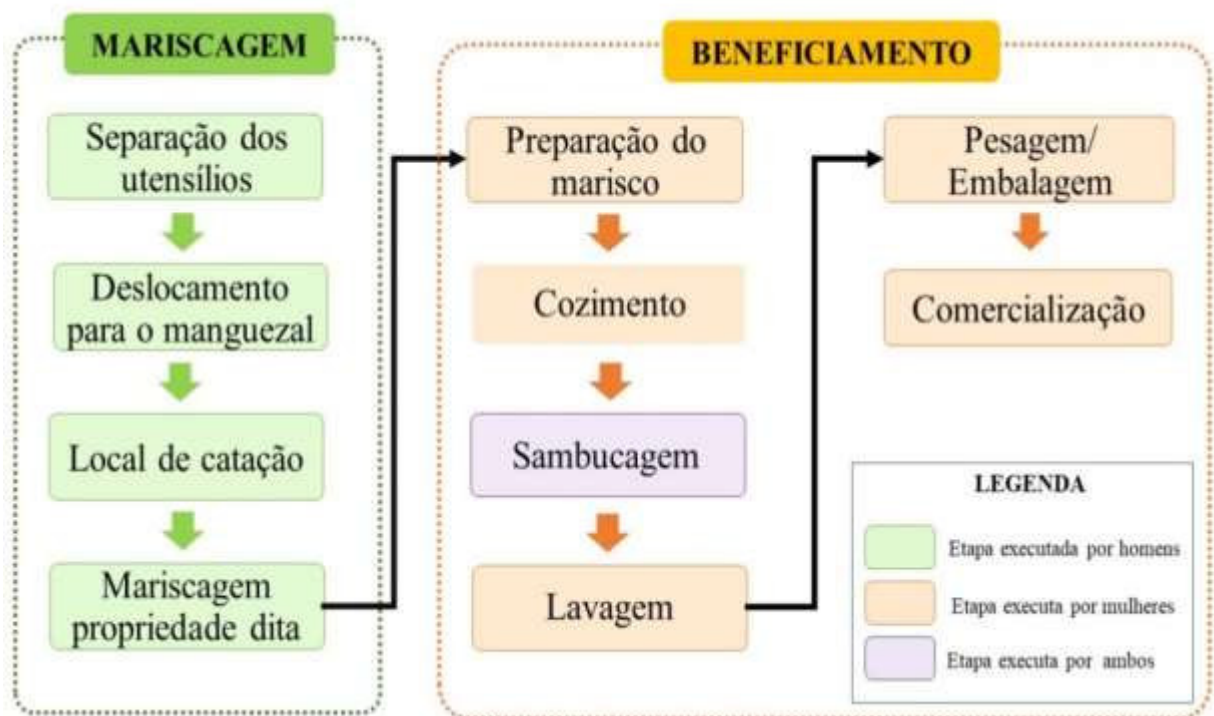 MARISCAGEM
Separação dos
utensílios
Deslocamento
para o manguezal
Local de catação
Mariscagem
propriedade dita
BENEFICIAMENTO
Preparação do
marisco
Cozimento
Sambucagem
Lavagem
Pesagem/
Embalagem
Comercialização
LEGENDA
Etapa executada por homens
Etapa executa por mulheres
Etapa executa por ambos